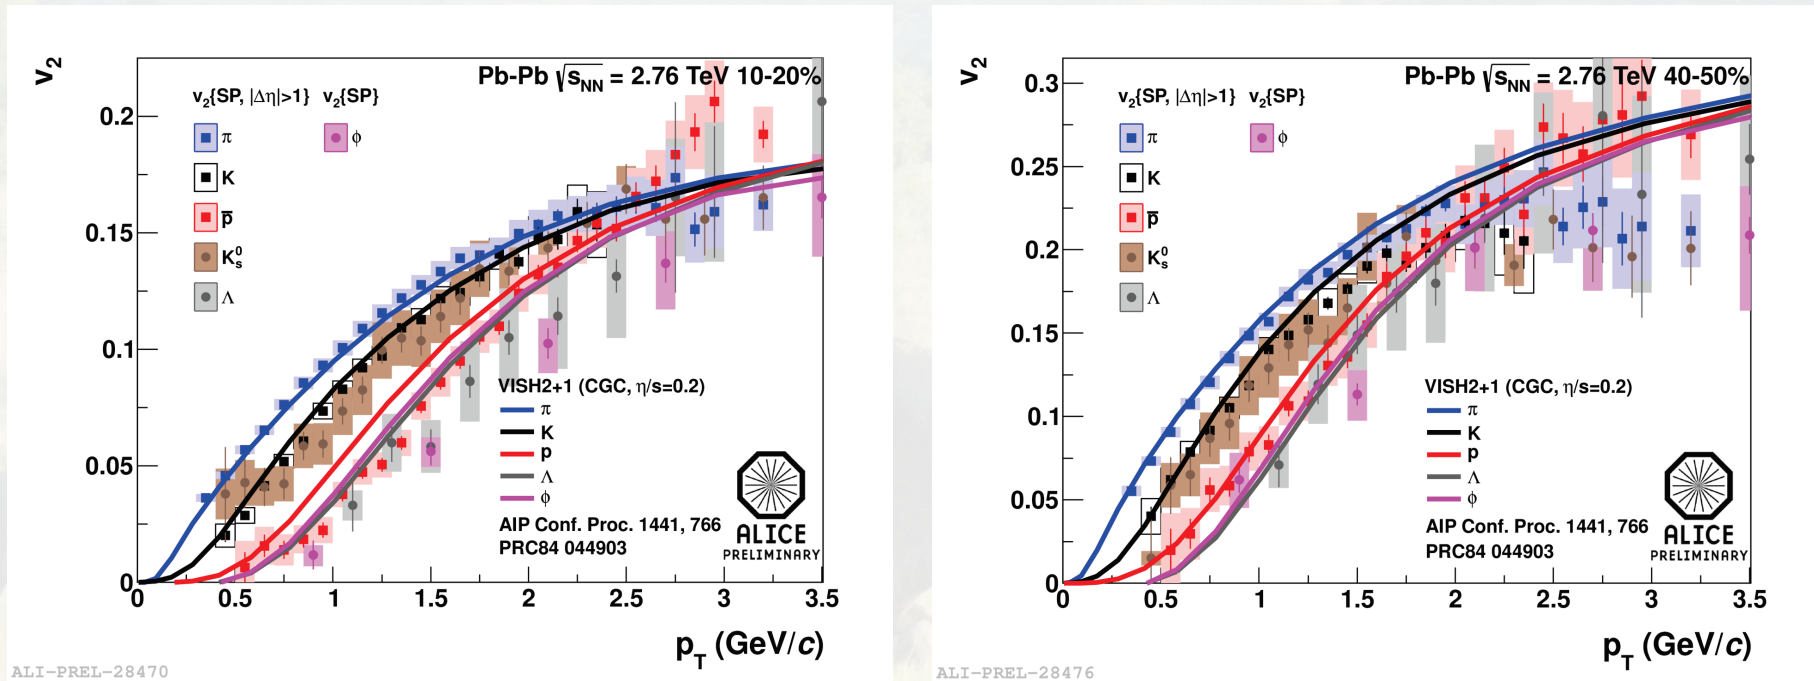 v2
Pb-Pb √sNN = 2.76 TeV 10-20%
v2{SP, |Δη|>1} v2{SP}
π ϕ
K
p̅
K0s
Λ
0.2
0.15
0.1
0.05
0
VISH2+1 (CGC, η/s=0.2)
π
K
p
Λ
ϕ
AIP Conf. Proc. 1441, 766
PRC84 044903
ALICE
PRELIMINARY
0 0.5 1 1.5 2 2.5 3 3.5
pT (GeV/c)
ALI-PREL-28470
v2
Pb-Pb √sNN = 2.76 TeV 40-50%
v2{SP, |Δη|>1} v2{SP}
π ϕ
K
p̅
K0s
Λ
0.3
0.25
0.2
0.15
0.1
0.05
0
VISH2+1 (CGC, η/s=0.2)
π
K
p
Λ
ϕ
AIP Conf. Proc. 1441, 766
PRC84 044903
ALICE
PRELIMINARY
0 0.5 1 1.5 2 2.5 3 3.5
pT (GeV/c)
ALI-PREL-28476